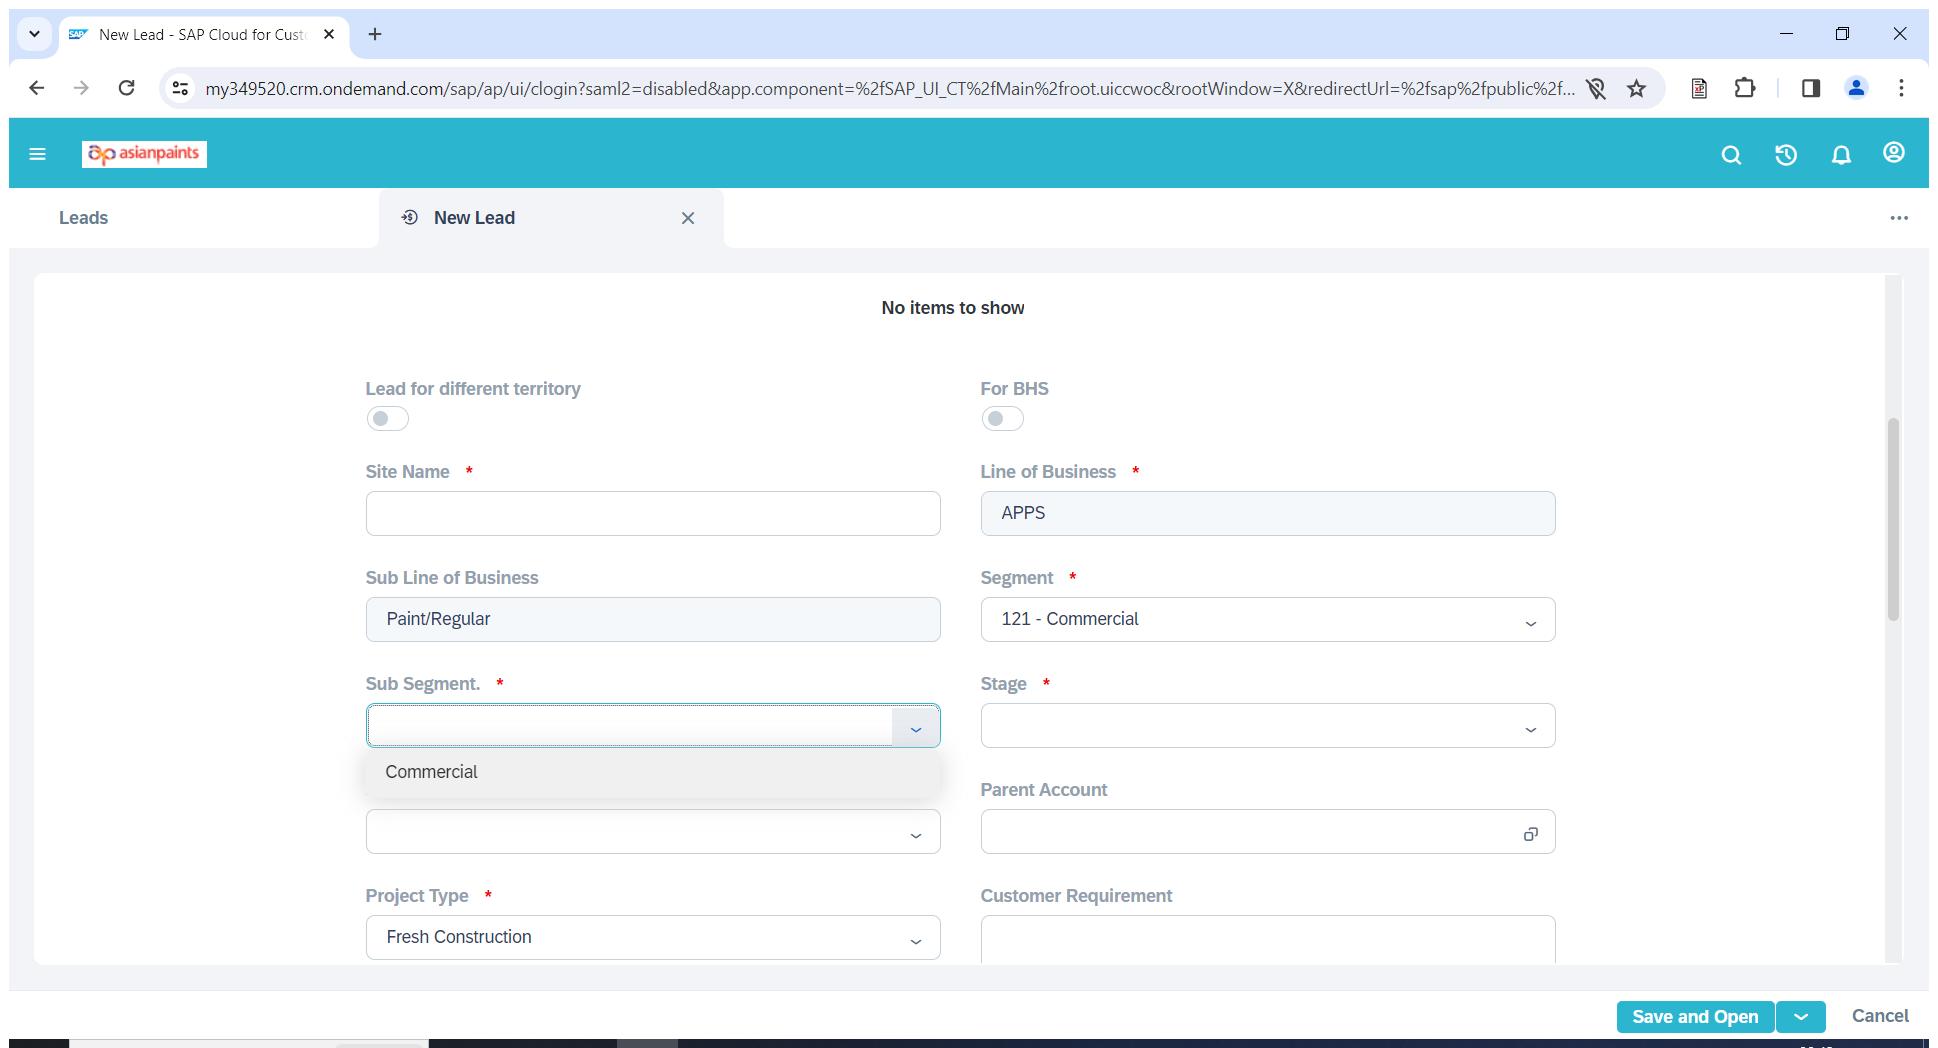 New Lead - SAP Cloud for Cust
my349520.crm.ondemand.com/sap/ap/ui/clogin?saml2=disabled&app.component=%2fSAP_UI_CT%2fMain%2froot.uiccwoc&rootWindow=X&redirectUrl=%2fsap%2fpublic%2f...
ap asianpaints
Leads
New Lead
No items to show
Lead for different territory
For BHS
Site Name *
Line of Business *
APPS
Sub Line of Business
Segment *
Paint/Regular
121 - Commercial
Sub Segment. *
Stage *
Commercial
Parent Account
Project Type *
Customer Requirement
Fresh Construction
Save and Open
Cancel